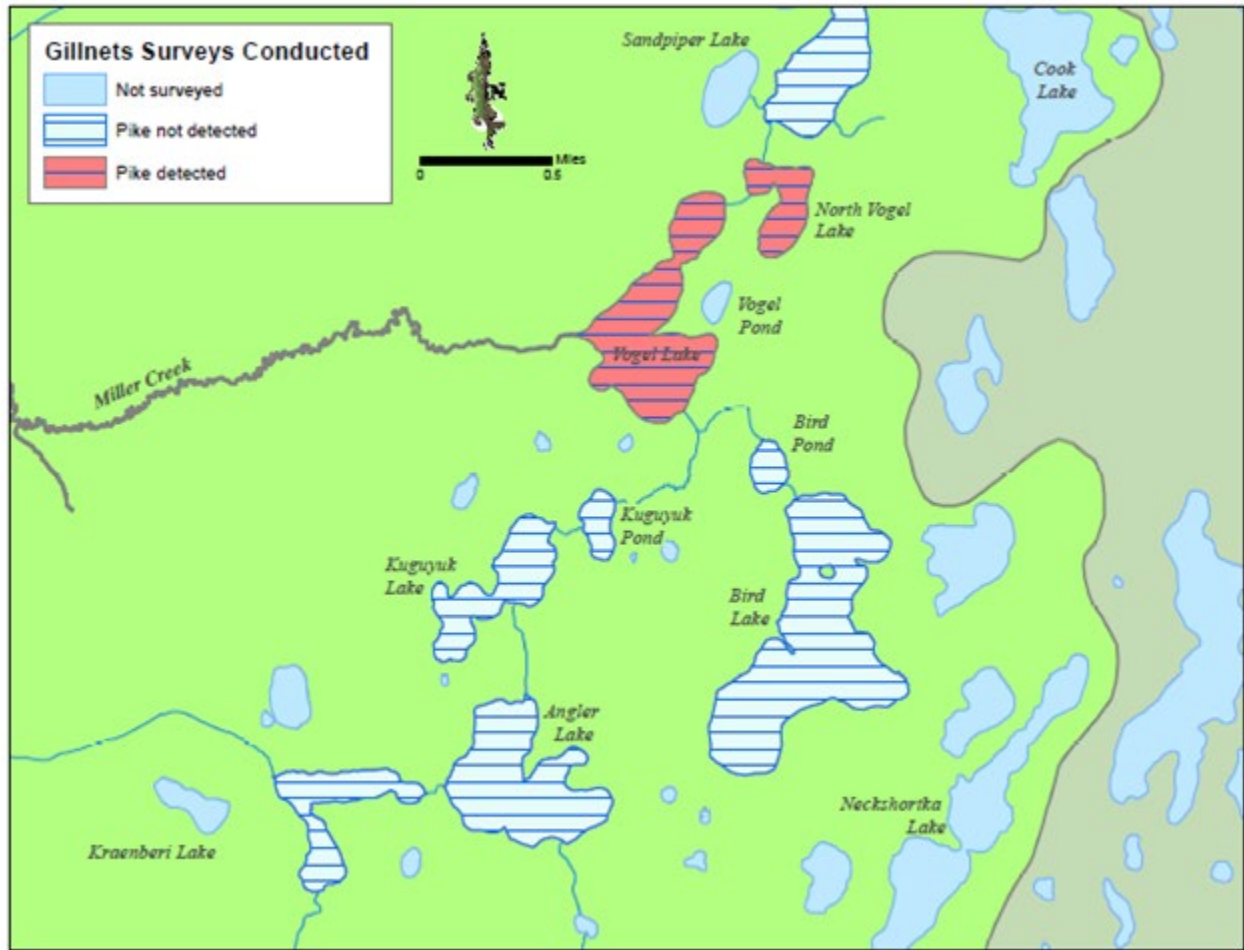 Gillnets Surveys Conducted
Not surveyed
Pike not detected
Pike detected
N
Miles
0
0.5
Sandpiper Lake
Cook
Lake
North Vogel
Lake
Vogel
Pond
Vogel Lake
Miller Creek
Bird
Pond
Kuguyuk
Pond
Kuguyuk
Lake
Bird
Lake
Angler
Lake
Neckshortka
Lake
Kraenberi Lake